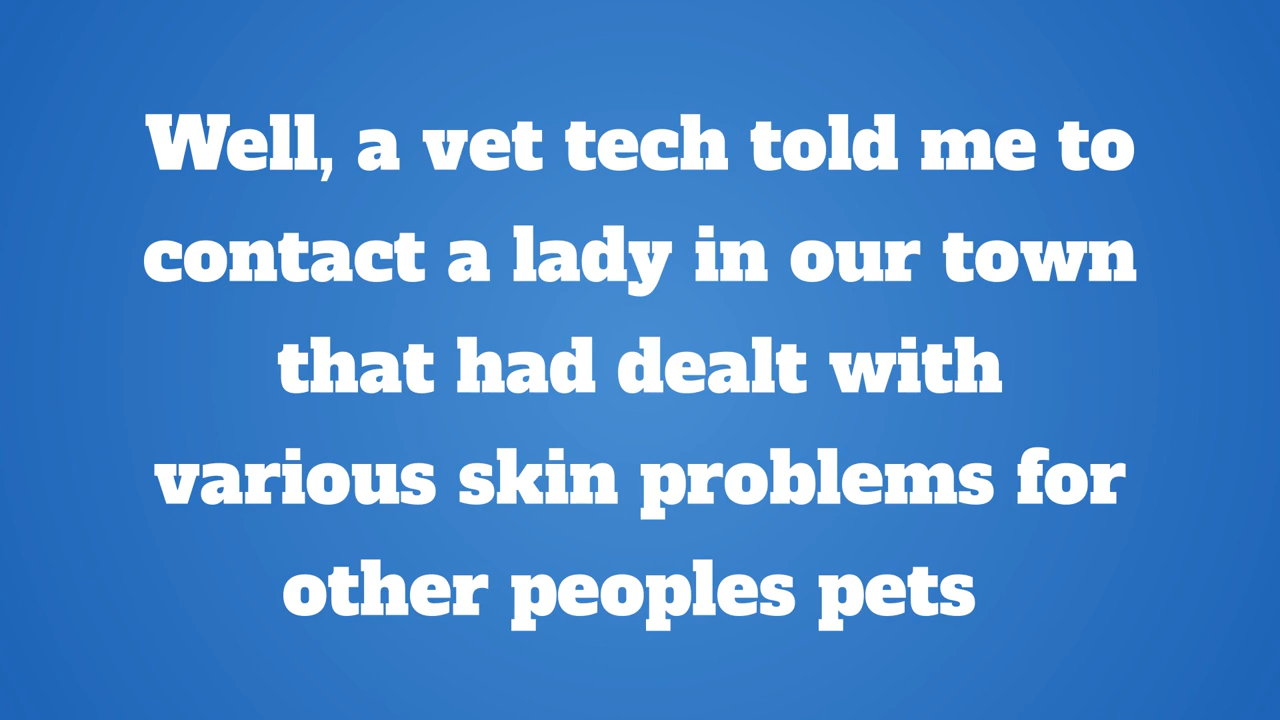 Well, a vet tech told me to
contact a lady in our town
that had dealt with
various skin problems for
other peoples pets